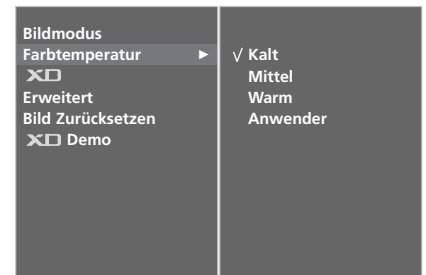 Bildmodus
Farbtemperatur ►
XD
Erweitert
Bild Zurücksetzen
XD Demo
√ Kalt
Mittel
Warm
Anwender